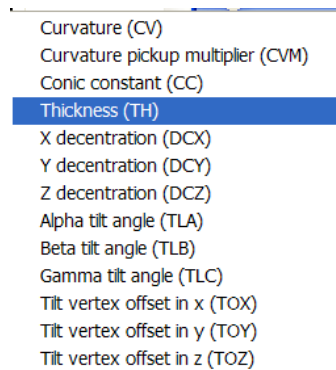 Curvature (CV)
Curvature pickup multiplier (CVM)
Conic constant (CC)
Thickness (TH)
X decentration (DCX)
Y decentration (DCY)
Z decentration (DCZ)
Alpha tilt angle (TLA)
Beta tilt angle (TLB)
Gamma tilt angle (TLC)
Tilt vertex offset in x (TOX)
Tilt vertex offset in y (TOY)
Tilt vertex offset in z (TOZ)